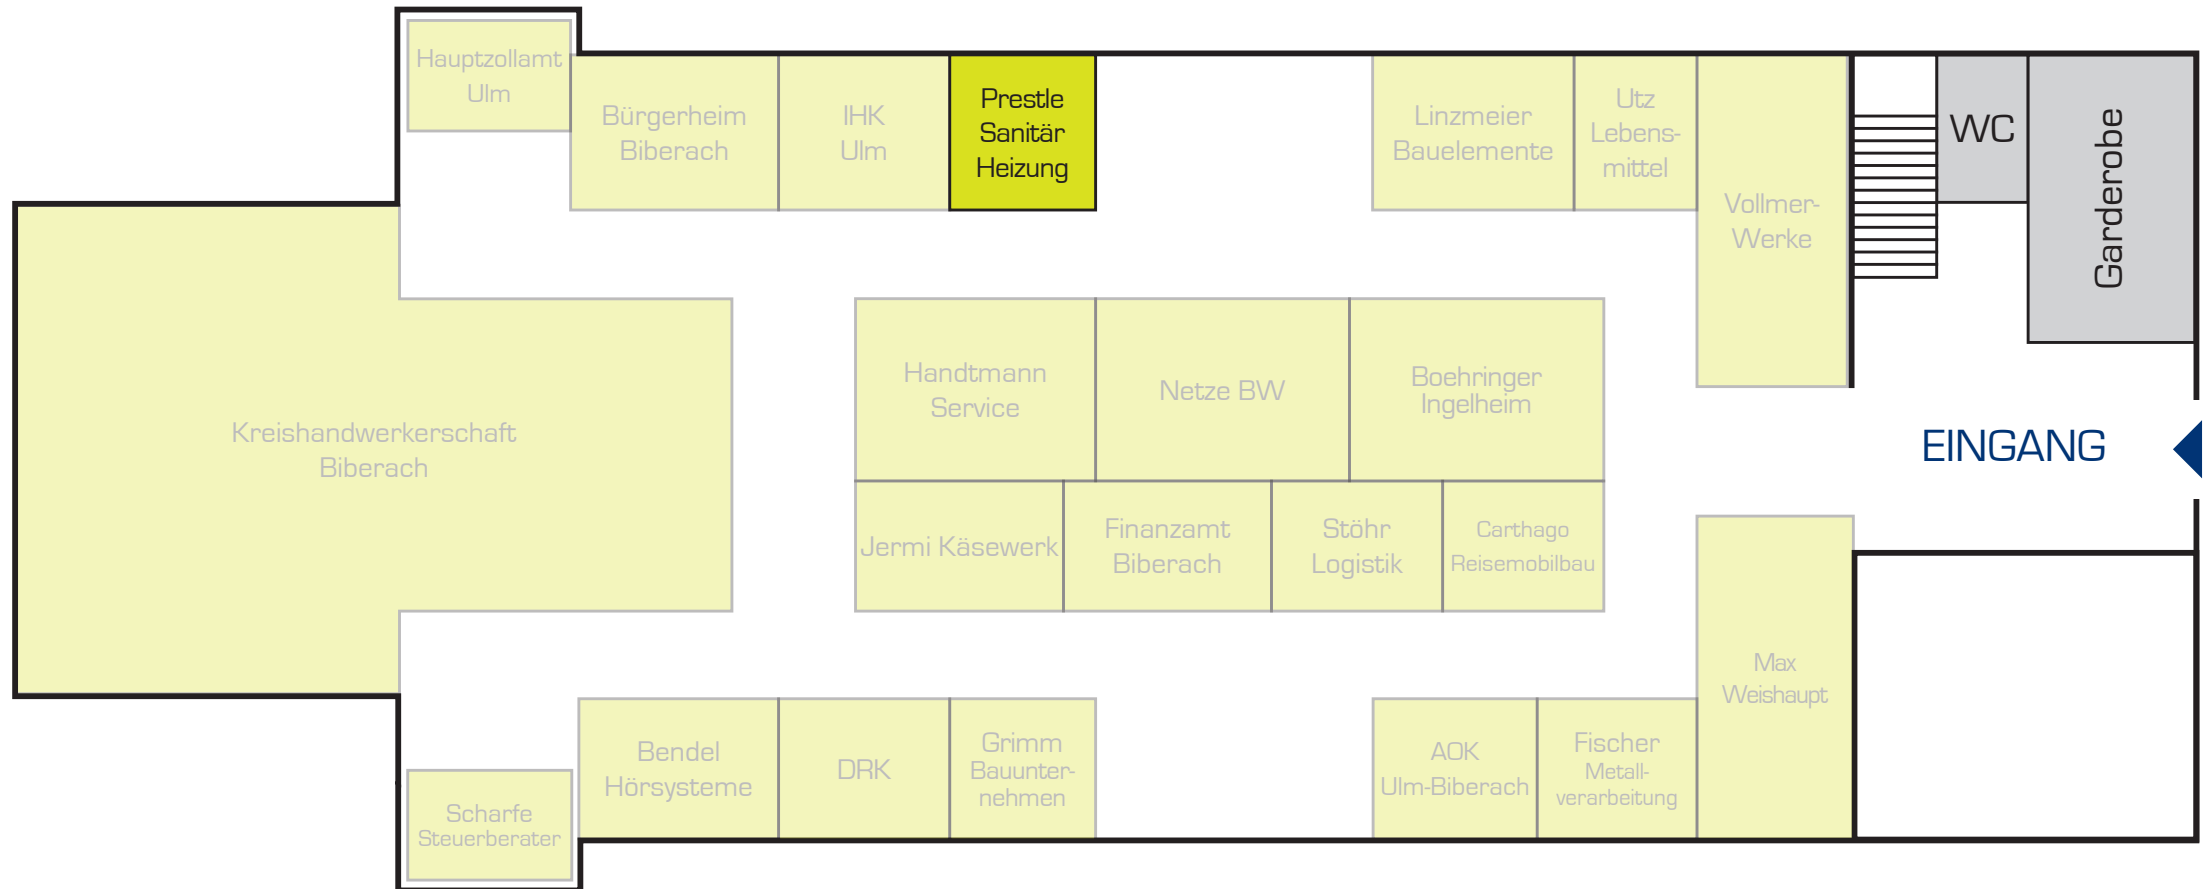 Hauptzollamt
Ulm
Bürgerheim
Biberach
IHK
Ulm
Prestle
Sanitär
Heizung
Linzmeier
Bauelemente
Utz
Lebens-
mittel
Vollmer-
Werke
WC
Garderobe
Kreishandwerkerschaft
Biberach
Handtmann
Service
Netze BW
Boehringer
Ingelheim
EINGANG
Jermi Käsewerk
Finanzamt
Biberach
Stöhr
Logistik
Carthago
Reisemobilbau
Max
Weishaupt
Scharfe
Steuerberater
Bendel
Hörsysteme
DRK
Grimm
Bauunter-
nehmen
AOK
Ulm-Biberach
Fischer
Metall-
verarbeitung